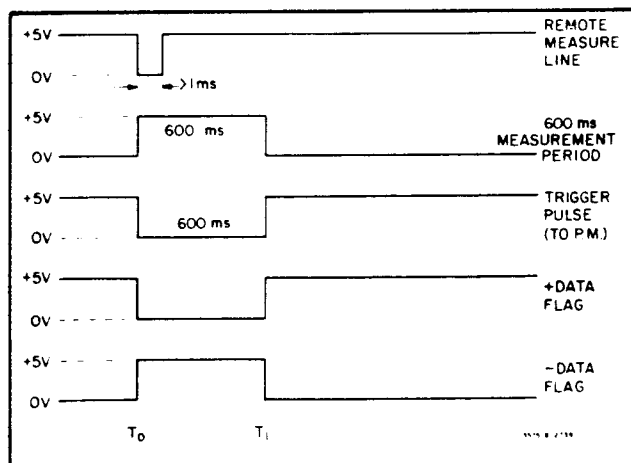 +5V
0V
>1ms
REMOTE
MEASURE
LINE
+5V
0V
600 ms
600 ms
MEASUREMENT
PERIOD
+5V
0V
600 ms
TRIGGER
PULSE
(TO P.M.)
+5V
0V
+DATA
FLAG
+5V
0V
-DATA
FLAG
T0
T1